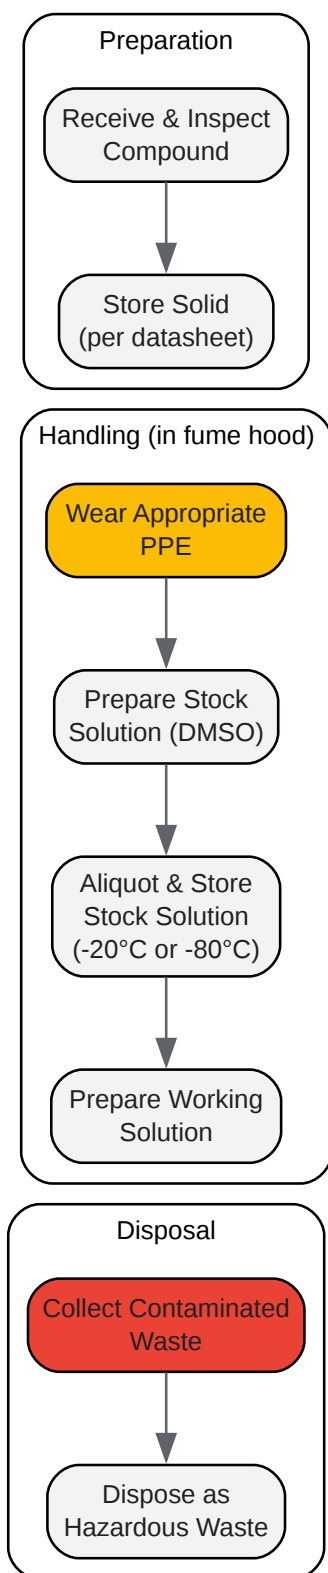 Preparation
Receive & Inspect
Compound
Store Solid
(per datasheet)
Handling (in fume hood)
Wear Appropriate
PPE
Prepare Stock
Solution (DMSO)
Aliquot & Store
Stock Solution
(-20°C or -80°C)
Prepare Working
Solution
Disposal
Collect Contaminated
Waste
Dispose as
Hazardous Waste